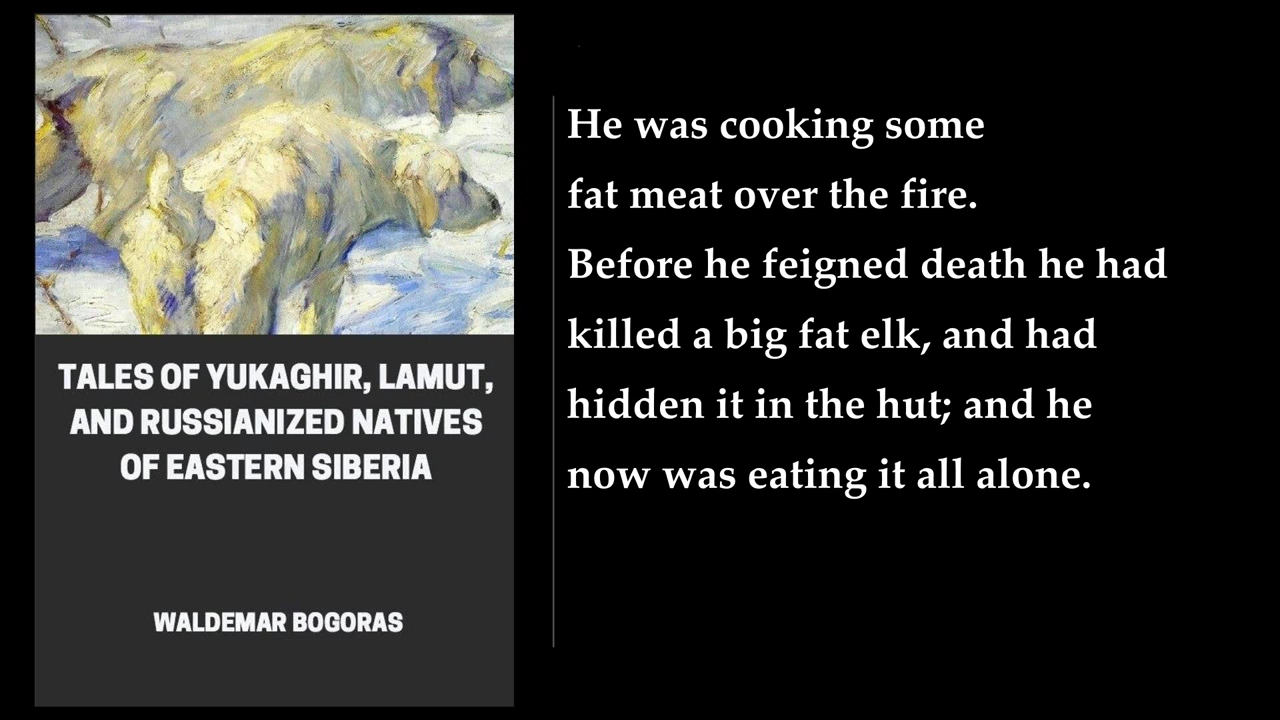 TALES OF YUKAGHIR, LAMUT,
AND RUSSIANIZED NATIVES
OF EASTERN SIBERIA
WALDEMAR BOGORAS
He was cooking some
fat meat over the fire.
Before he feigned death he had
killed a big fat elk, and had
hidden it in the hut; and he
now was eating it all alone.